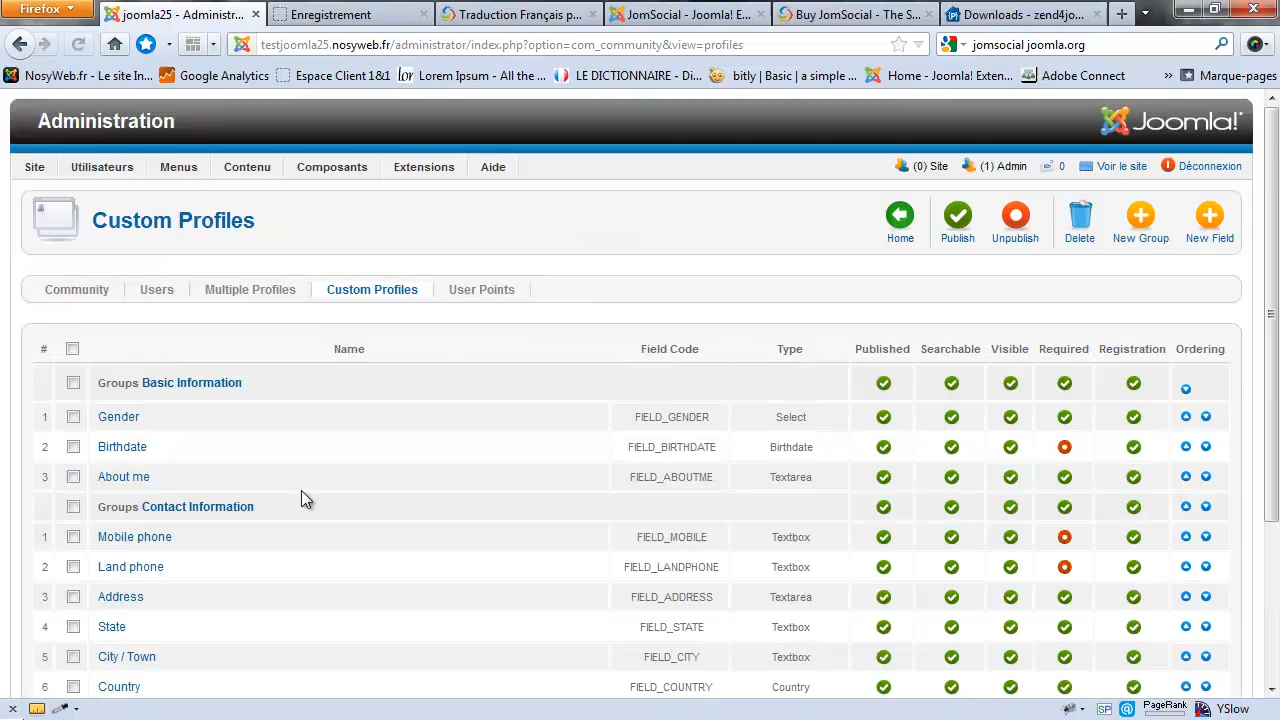 Firefox
joomla25 - Administr...
Enregistrement
Traduction Français p...
JomSocial - Joomla! E...
Buy JomSocial - The S...
Downloads - zend4jo...
testjoomla25.nosyweb.fr/administrator/index.php?option=com_community&view=profiles
jomsocial joomla.org
NosyWeb.fr - Le site In...
Google Analytics
Espace Client 1&1
Lorem Ipsum - All the ...
LE DICTIONNAIRE - Di...
bitly | Basic | a simple ...
Home - Joomla! Exten...
Adobe Connect
»
Marque-pages
Administration
Joomla!
Site
Utilisateurs
Menus
Contenu
Composants
Extensions
Aide
(0) Site
(1) Admin
0
Voir le site
Déconnexion
Custom Profiles
Home
Publish
Unpublish
Delete
New Group
New Field
Community
Users
Multiple Profiles
Custom Profiles
User Points
# Name Field Code Type Published Searchable Visible Required Registration Ordering
Groups Basic Information
1 Gender FIELD_GENDER Select
2 Birthdate FIELD_BIRTHDATE Birthdate
3 About me FIELD_ABOUTME Textarea
Groups Contact Information
1 Mobile phone FIELD_MOBILE Textbox
2 Land phone FIELD_LANDPHONE Textbox
3 Address FIELD_ADDRESS Textarea
4 State FIELD_STATE Textbox
5 City / Town FIELD_CITY Textbox
6 Country FIELD_COUNTRY Country
SP
PageRank
YSlow